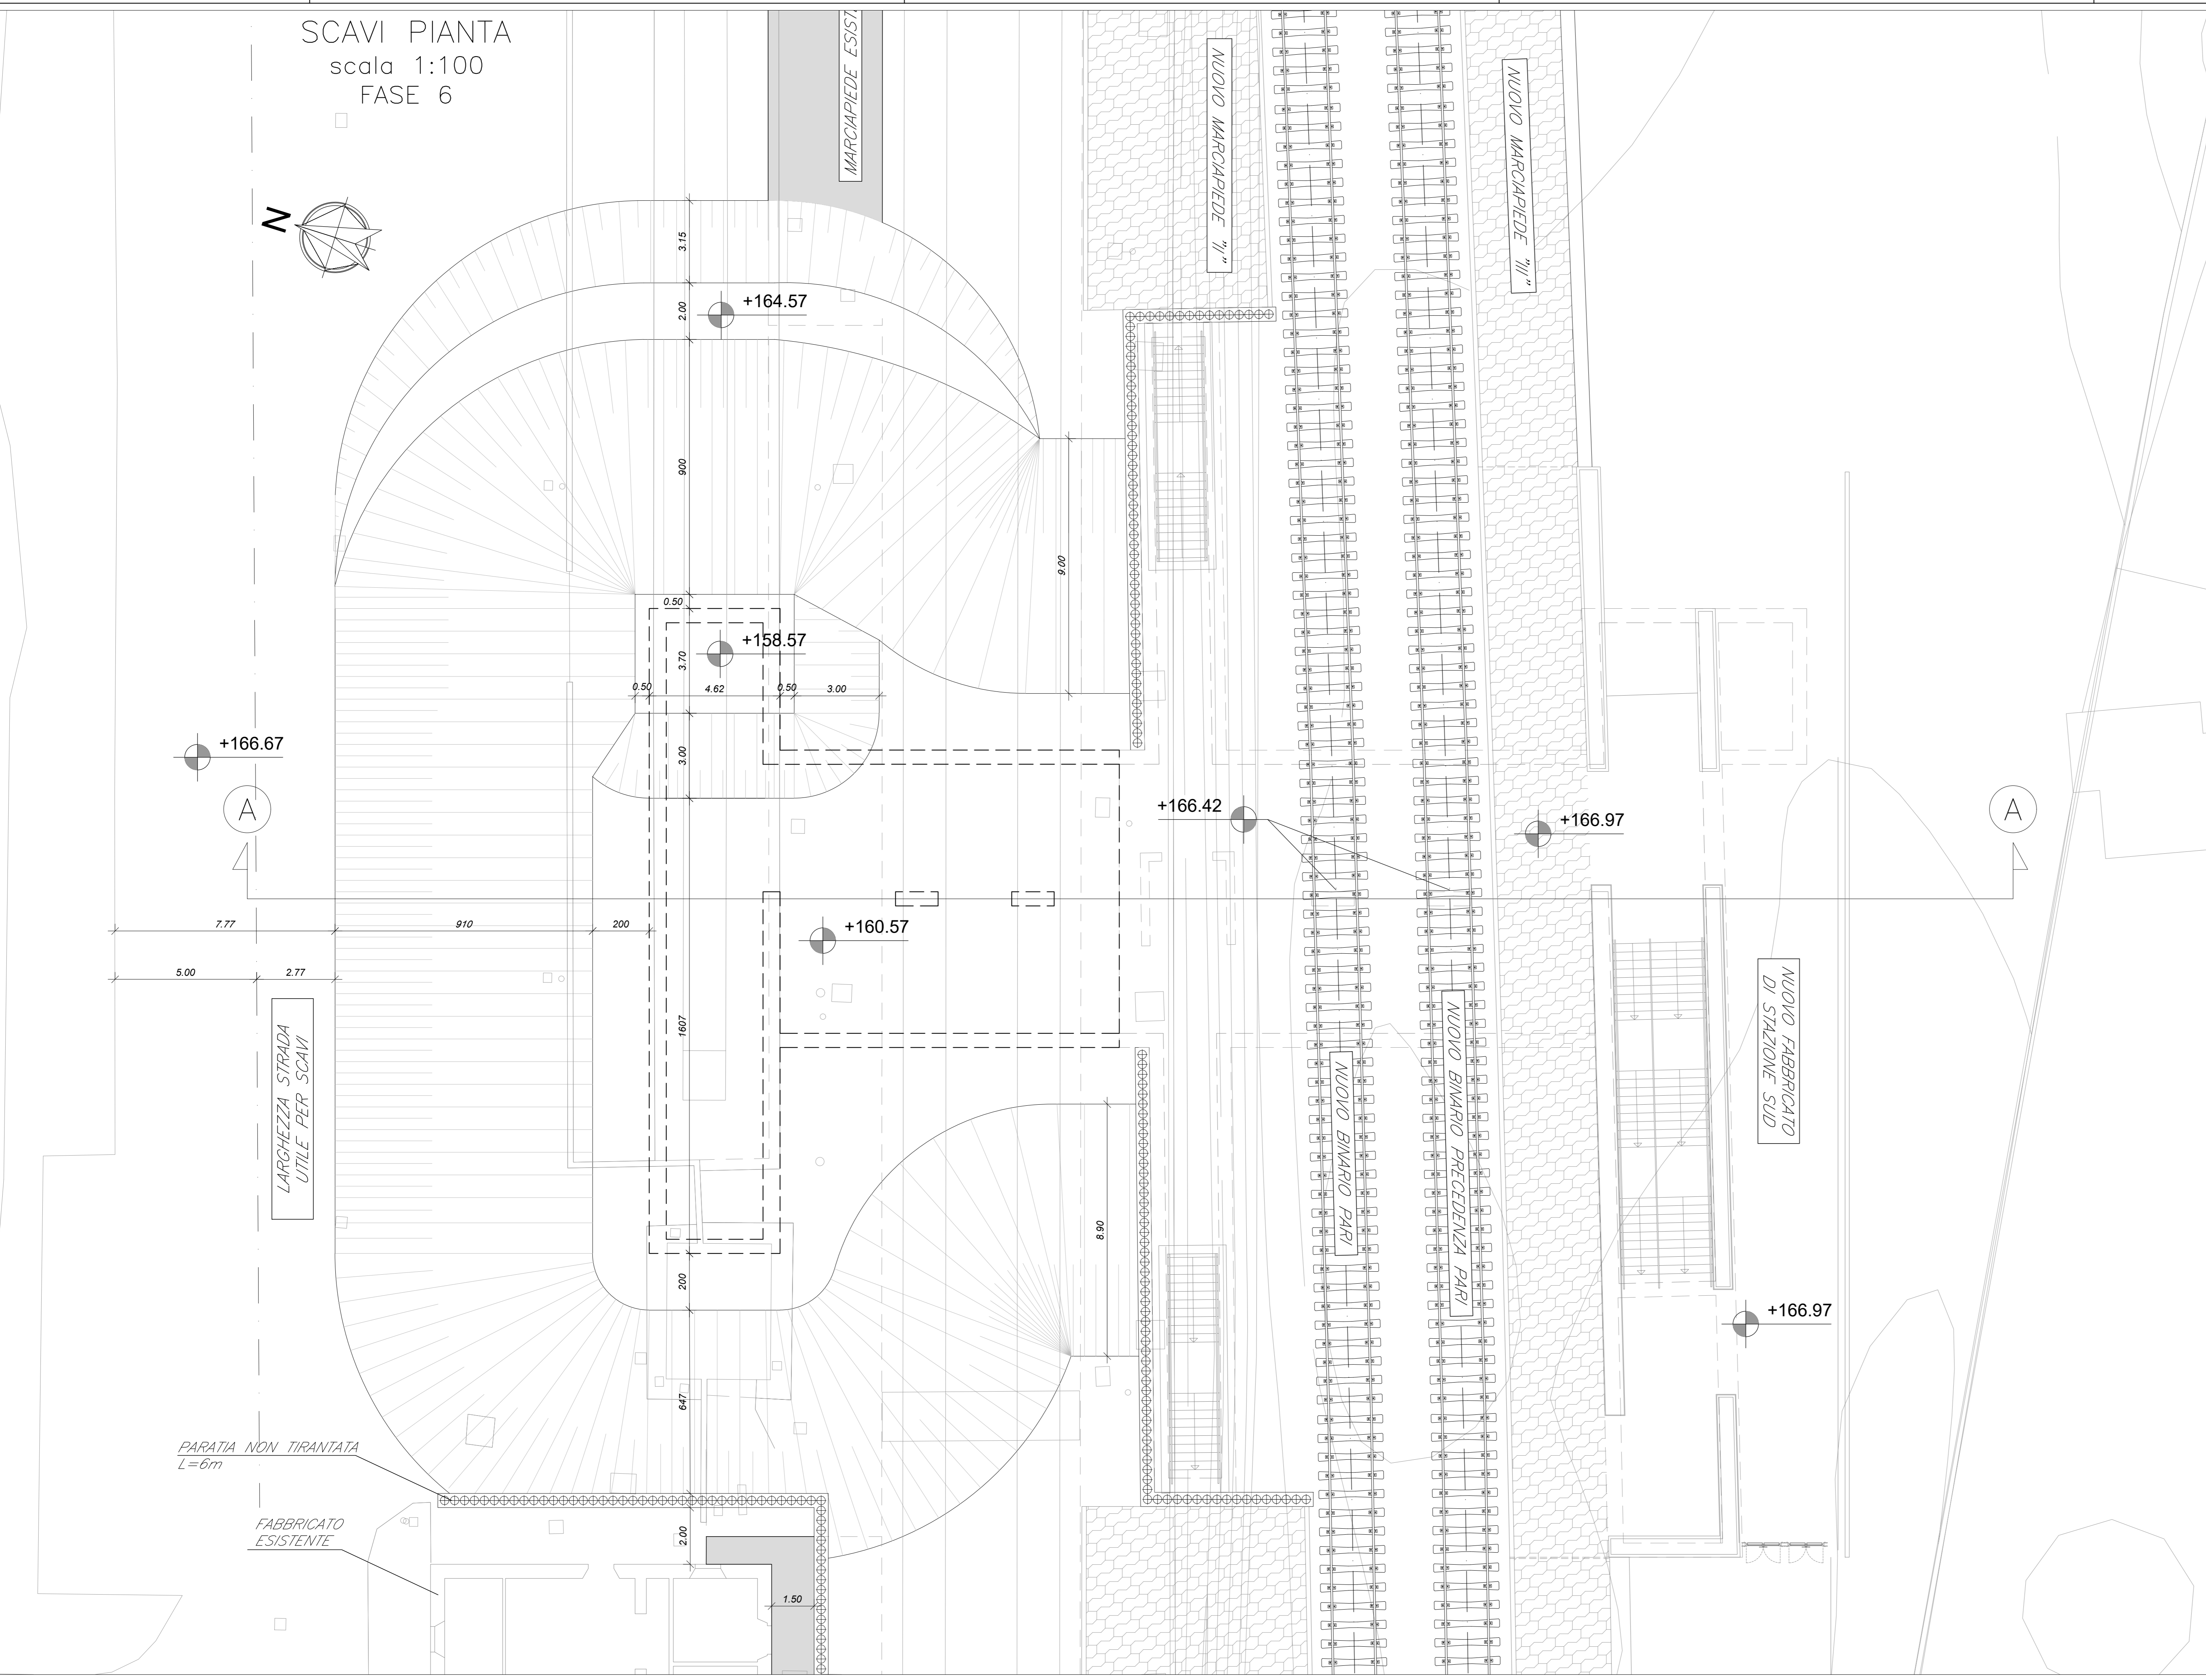 SCAVI PIANTA
scala 1:100
FASE 6
N
MARCIAPIEDE ESIST
NUOVO MARCIAPIEDE "II"
NUOVO MARCIAPIEDE "III"
3.15
2.00
+164.57
900
9.00
0.50
+158.57
3.70
0.50
4.62
0.50
3.00
+166.67
3.00
A
+166.42
+166.97
A
7.77
910
200
+160.57
5.00
2.77
LARGHEZZA STRADA
UTILE PER SCAVI
1607
NUOVO BINARIO PARI
NUOVO BINARIO PRECEDENZA PARI
NUOVO FABBRICATO
DI STAZIONE SUD
8.90
200
+166.97
647
PARATIA NON TIRANTATA
L=6m
FABBRICATO
ESISTENTE
2.00
1.50